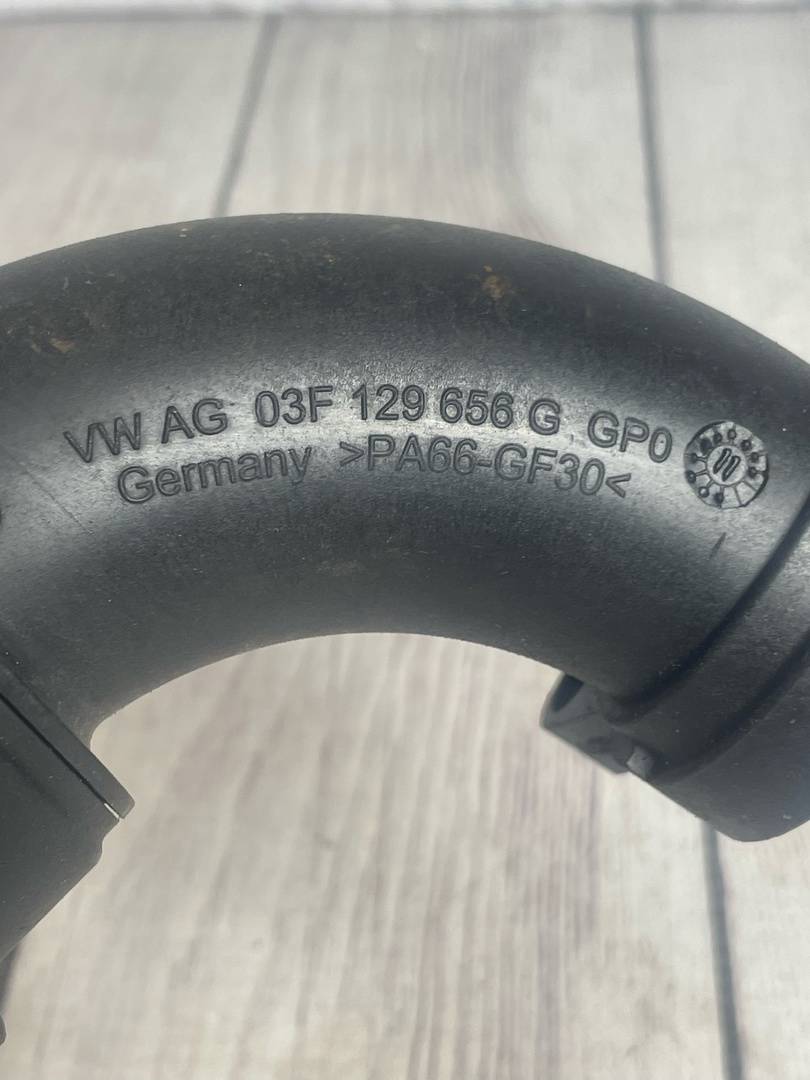 VW AG 03F 129 656 G GP0
Germany >PA66-GF30<